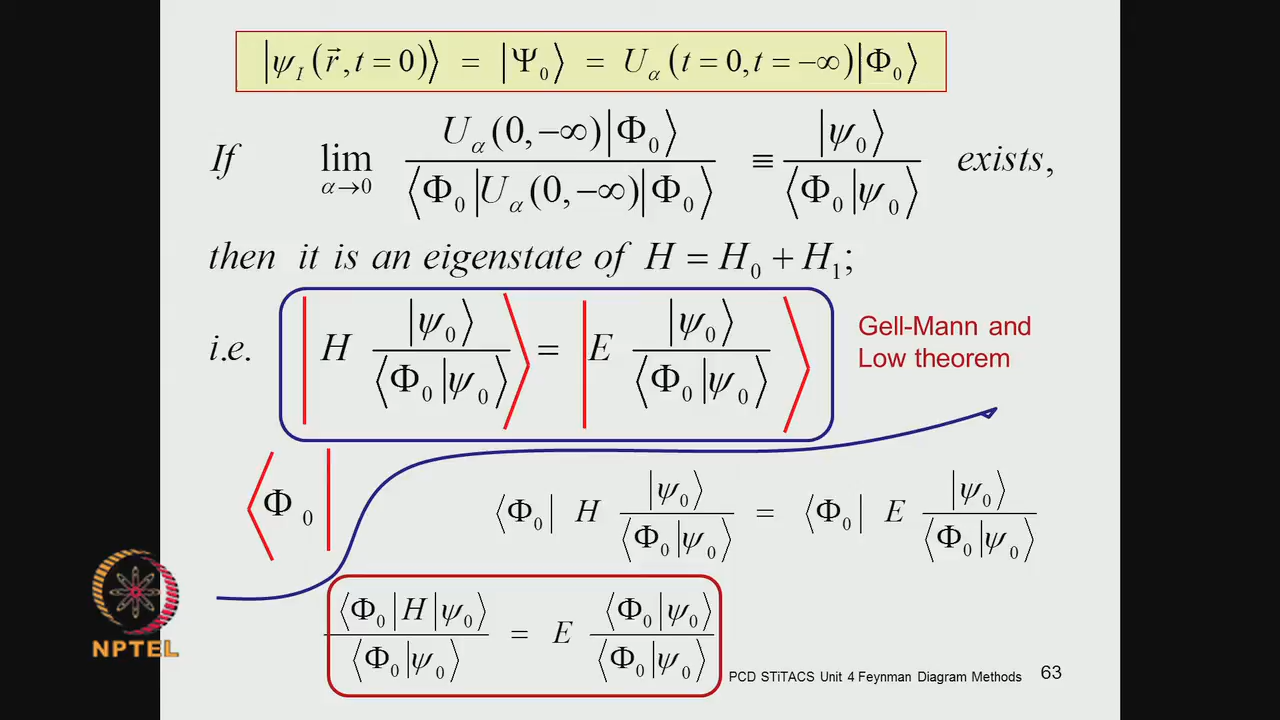 |ψ_I (r⃗, t = 0)⟩ = |Ψ_0⟩ = U_α (t = 0, t = −∞)|Φ_0⟩
If lim_{α→0} U_α(0, −∞)|Φ_0⟩ / ⟨Φ_0|U_α(0, −∞)|Φ_0⟩ ≡ |ψ_0⟩ / ⟨Φ_0|ψ_0⟩ exists,
then it is an eigenstate of H = H_0 + H_1;
i.e. | H |ψ_0⟩ / ⟨Φ_0|ψ_0⟩ ⟩ = | E |ψ_0⟩ / ⟨Φ_0|ψ_0⟩ ⟩
Gell-Mann and
Low theorem
⟨Φ_0|
⟨Φ_0| H |ψ_0⟩ / ⟨Φ_0|ψ_0⟩ = ⟨Φ_0| E |ψ_0⟩ / ⟨Φ_0|ψ_0⟩
⟨Φ_0|H|ψ_0⟩ / ⟨Φ_0|ψ_0⟩ = E ⟨Φ_0|ψ_0⟩ / ⟨Φ_0|ψ_0⟩
NPTEL
PCD STiTACS Unit 4 Feynman Diagram Methods 63